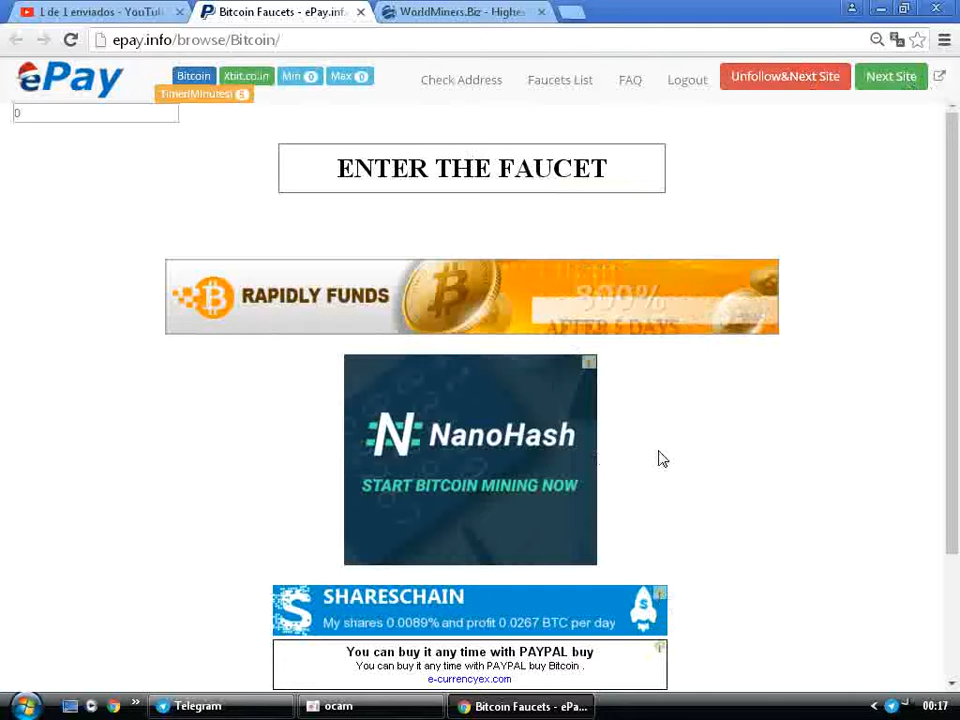 1 de 1 enviados - YouTul
Bitcoin Faucets - ePay.inf.
WorldMiners.Biz - Highes
epay.info/browse/Bitcoin/
ePay
Bitcoin
Xbit.co.in
Min 0
Max 0
Timer(Minutes) 5
Check Address
Faucets List
FAQ
Logout
Unfollow&Next Site
Next Site
0
ENTER THE FAUCET
RAPIDLY FUNDS
300%
AFTER 6 DAYS
NanoHash
START BITCOIN MINING NOW
SHARESCHAIN
My shares 0.0089% and profit 0.0267 BTC per day
You can buy it any time with PAYPAL buy
You can buy it any time with PAYPAL buy Bitcoin .
e-currencyex.com
Telegram
ocam
Bitcoin Faucets - ePa...
00:17